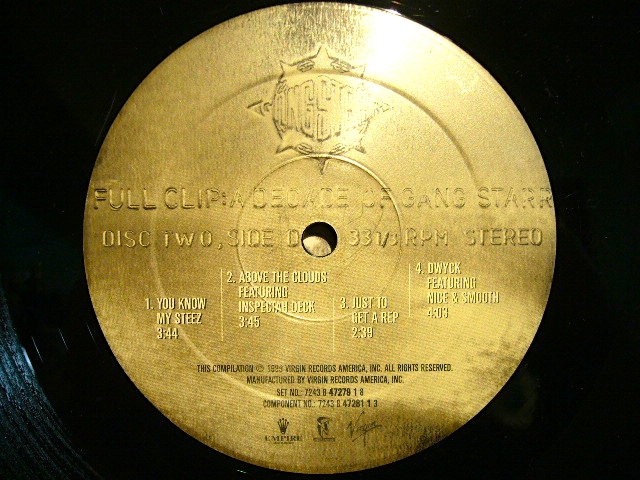 GANG STARR
FULL CLIP: A DECADE OF GANG STARR
DISC TWO, SIDE D 33 1/3 RPM STEREO
1. YOU KNOW
MY STEEZ
3:44
2. ABOVE THE CLOUDS
FEATURING
INSPECTAH DECK
3:45
3. JUST TO
GET A REP
2:39
4. DWYCK
FEATURING
NICE & SMOOTH
4:03
THIS COMPILATION ℗ © 1999 VIRGIN RECORDS AMERICA, INC. ALL RIGHTS RESERVED.
MANUFACTURED BY VIRGIN RECORDS AMERICA, INC.
SET NO.: 7243 8 47279 1 8
COMPONENT NO.: 7243 8 47281 1 3
EMPIRE
Virgin